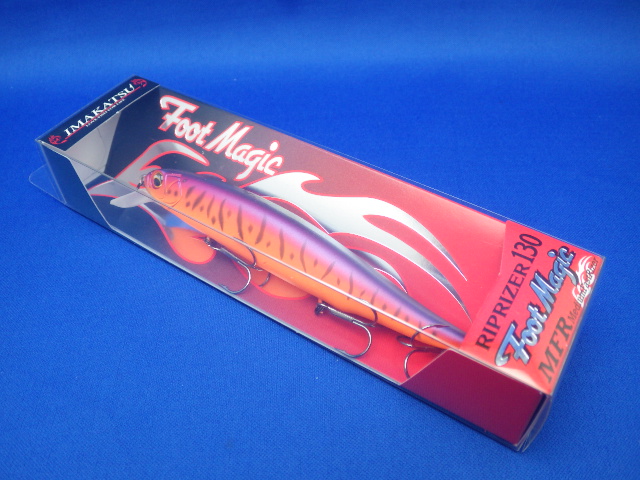 IMAKATSU
Foot Magic
RIPRIZER 130
Foot Magic
MFR